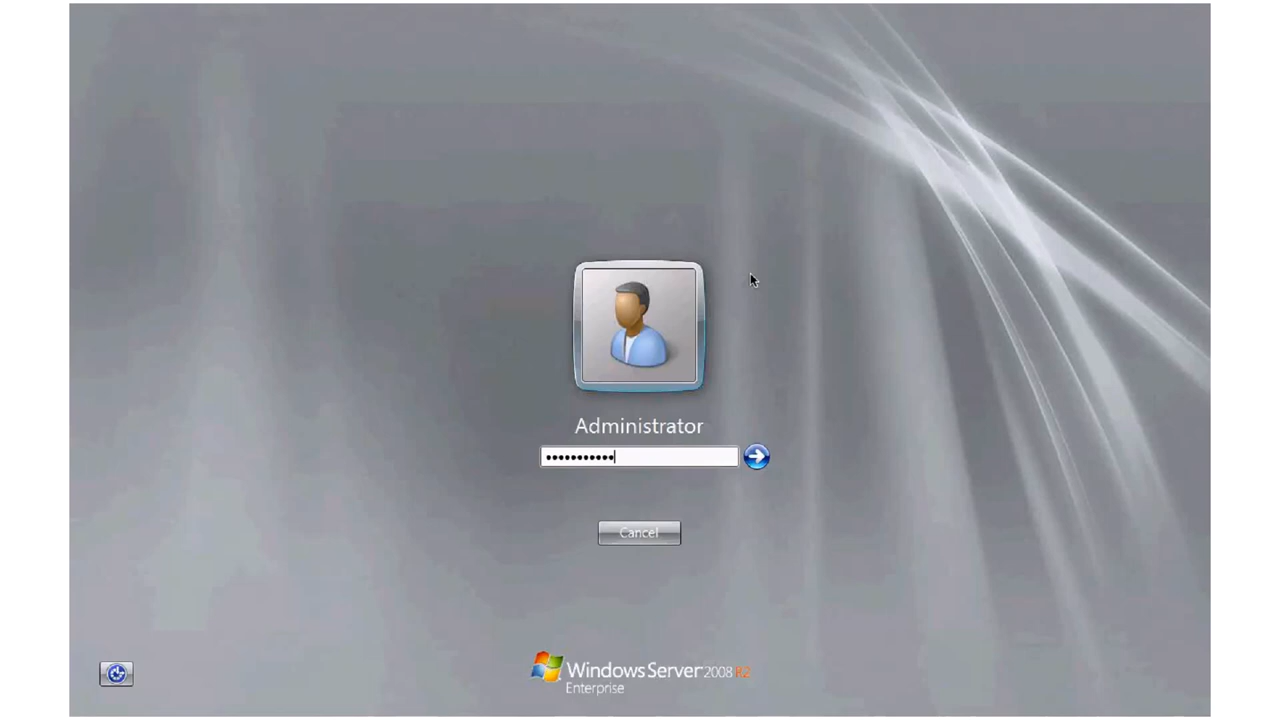 Administrator
•••••••••••
Cancel
Windows Server 2008 R2
Enterprise